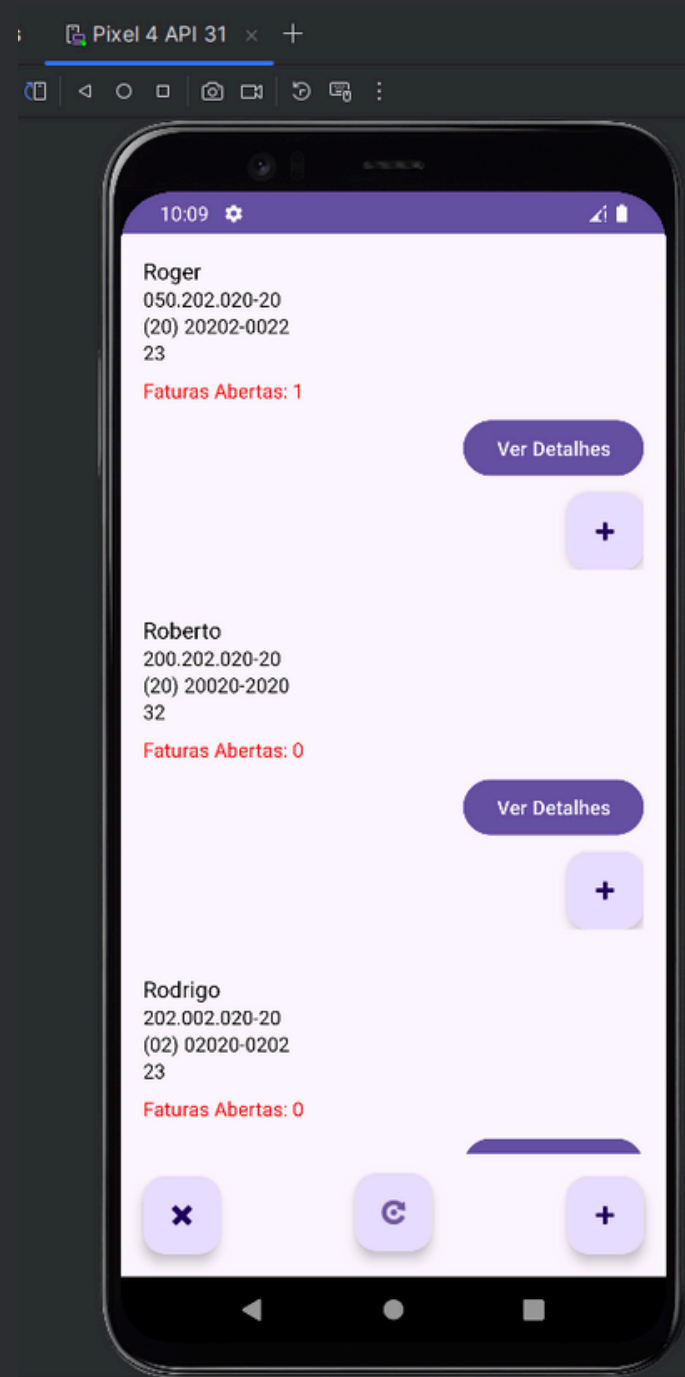 Pixel 4 API 31
10:09
Roger
050.202.020-20
(20) 20202-0022
23
Faturas Abertas: 1
Ver Detalhes
+
Roberto
200.202.020-20
(20) 20020-2020
32
Faturas Abertas: 0
Ver Detalhes
+
Rodrigo
202.002.020-20
(02) 02020-0202
23
Faturas Abertas: 0
+